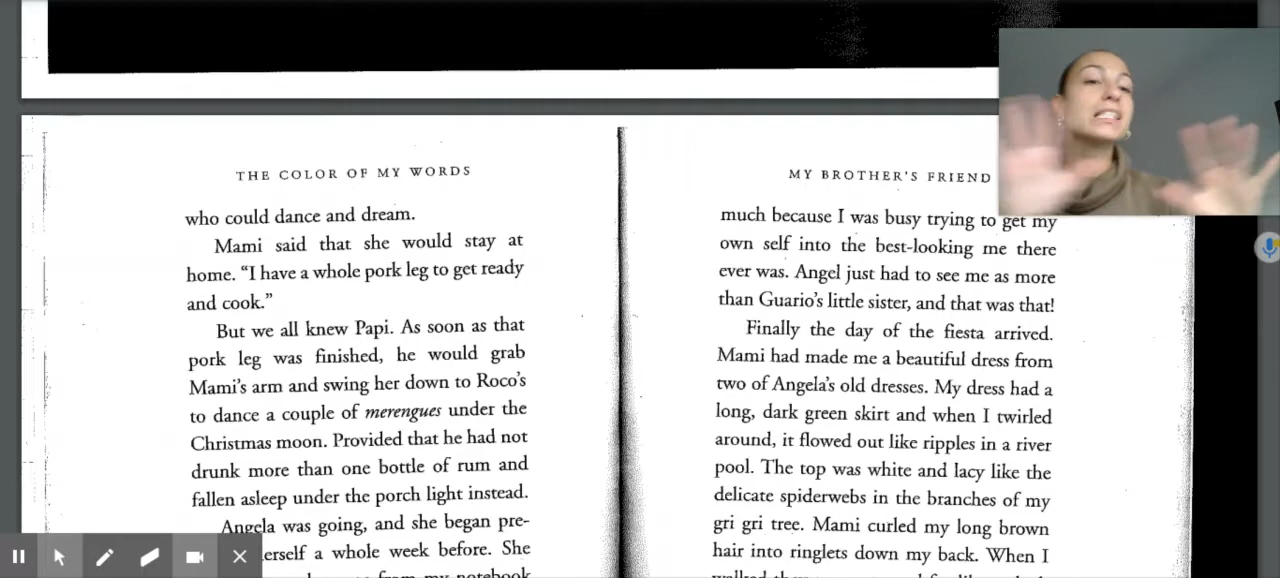 THE COLOR OF MY WORDS
who could dance and dream.
Mami said that she would stay at
home. “I have a whole pork leg to get ready
and cook.”
But we all knew Papi. As soon as that
pork leg was finished, he would grab
Mami’s arm and swing her down to Roco’s
to dance a couple of merengues under the
Christmas moon. Provided that he had not
drunk more than one bottle of rum and
fallen asleep under the porch light instead.
Angela was going, and she began pre-
erself a whole week before. She
from my notebook
MY BROTHER’S FRIEND
much because I was busy trying to get my
own self into the best-looking me there
ever was. Angel just had to see me as more
than Guario’s little sister, and that was that!
Finally the day of the fiesta arrived.
Mami had made me a beautiful dress from
two of Angela’s old dresses. My dress had a
long, dark green skirt and when I twirled
around, it flowed out like ripples in a river
pool. The top was white and lacy like the
delicate spiderwebs in the branches of my
gri gri tree. Mami curled my long brown
hair into ringlets down my back. When I